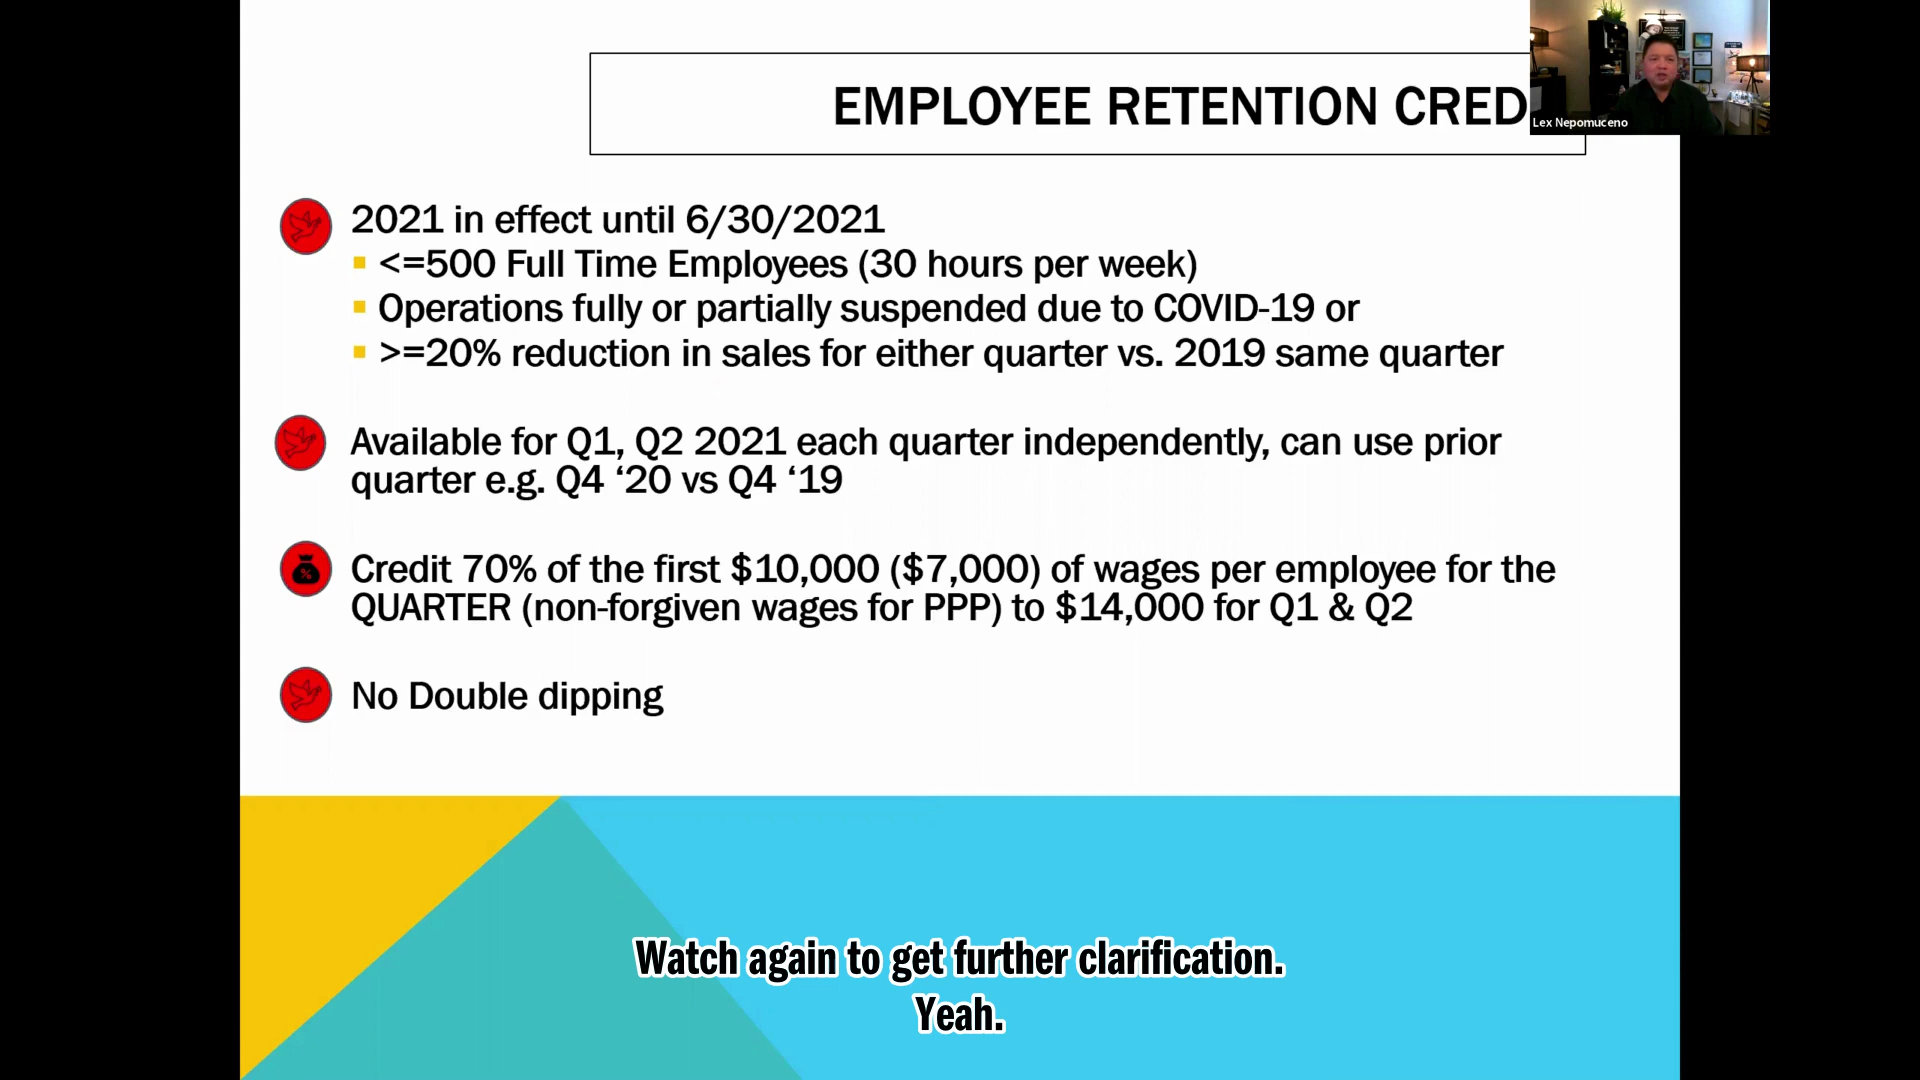 EMPLOYEE RETENTION CRED
Lex Nepomuceno
2021 in effect until 6/30/2021
<=500 Full Time Employees (30 hours per week)
Operations fully or partially suspended due to COVID-19 or
>=20% reduction in sales for either quarter vs. 2019 same quarter
Available for Q1, Q2 2021 each quarter independently, can use prior
quarter e.g. Q4 ‘20 vs Q4 ‘19
Credit 70% of the first $10,000 ($7,000) of wages per employee for the
QUARTER (non-forgiven wages for PPP) to $14,000 for Q1 & Q2
No Double dipping
Watch again to get further clarification.
Yeah.